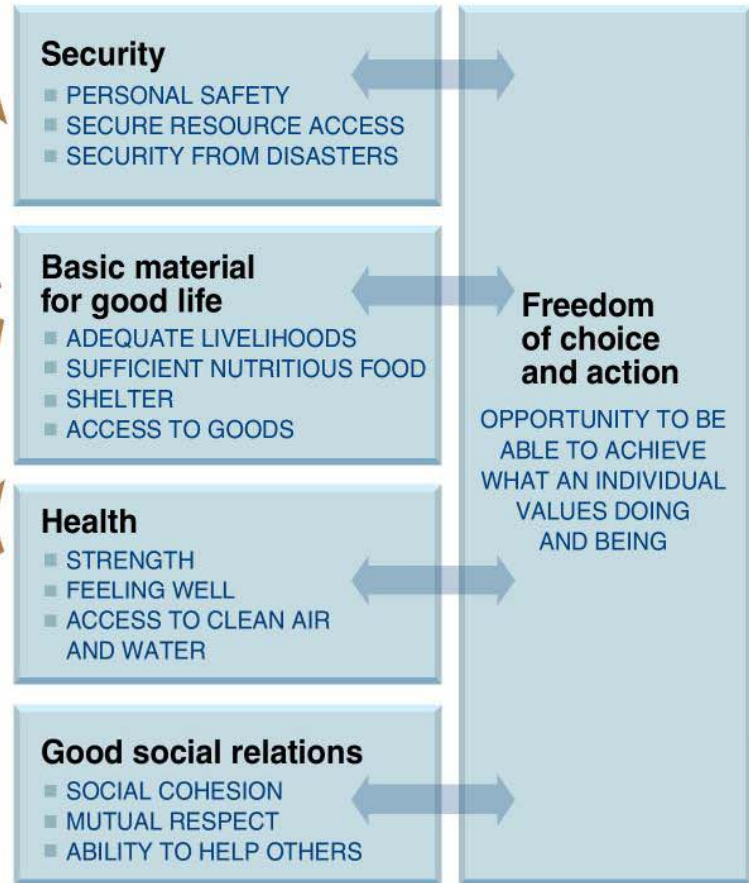 Security
PERSONAL SAFETY
SECURE RESOURCE ACCESS
SECURITY FROM DISASTERS
Basic material
for good life
ADEQUATE LIVELIHOODS
SUFFICIENT NUTRITIOUS FOOD
SHELTER
ACCESS TO GOODS
Health
STRENGTH
FEELING WELL
ACCESS TO CLEAN AIR
AND WATER
Good social relations
SOCIAL COHESION
MUTUAL RESPECT
ABILITY TO HELP OTHERS
Freedom
of choice
and action
OPPORTUNITY TO BE
ABLE TO ACHIEVE
WHAT AN INDIVIDUAL
VALUES DOING
AND BEING